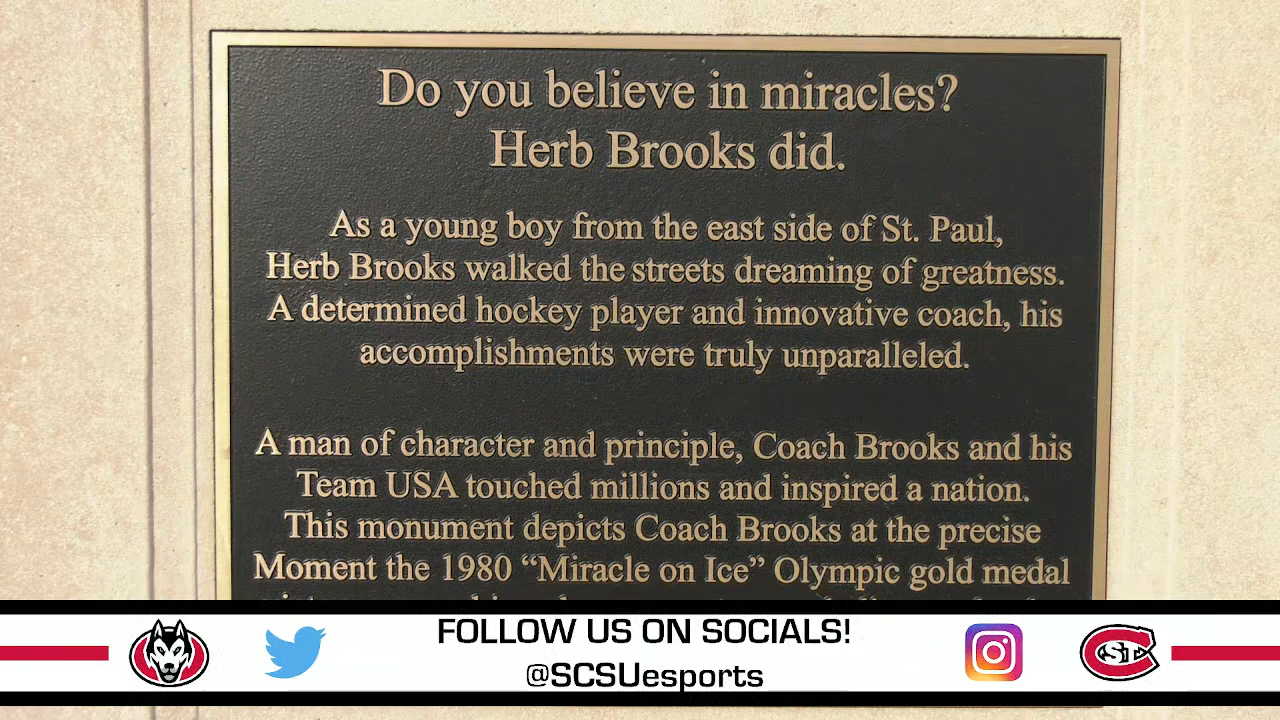 Do you believe in miracles?
Herb Brooks did.
As a young boy from the east side of St. Paul,
Herb Brooks walked the streets dreaming of greatness.
A determined hockey player and innovative coach, his
accomplishments were truly unparalleled.
A man of character and principle, Coach Brooks and his
Team USA touched millions and inspired a nation.
This monument depicts Coach Brooks at the precise
Moment the 1980 “Miracle on Ice” Olympic gold medal
FOLLOW US ON SOCIALS!
@SCSUesports
STC